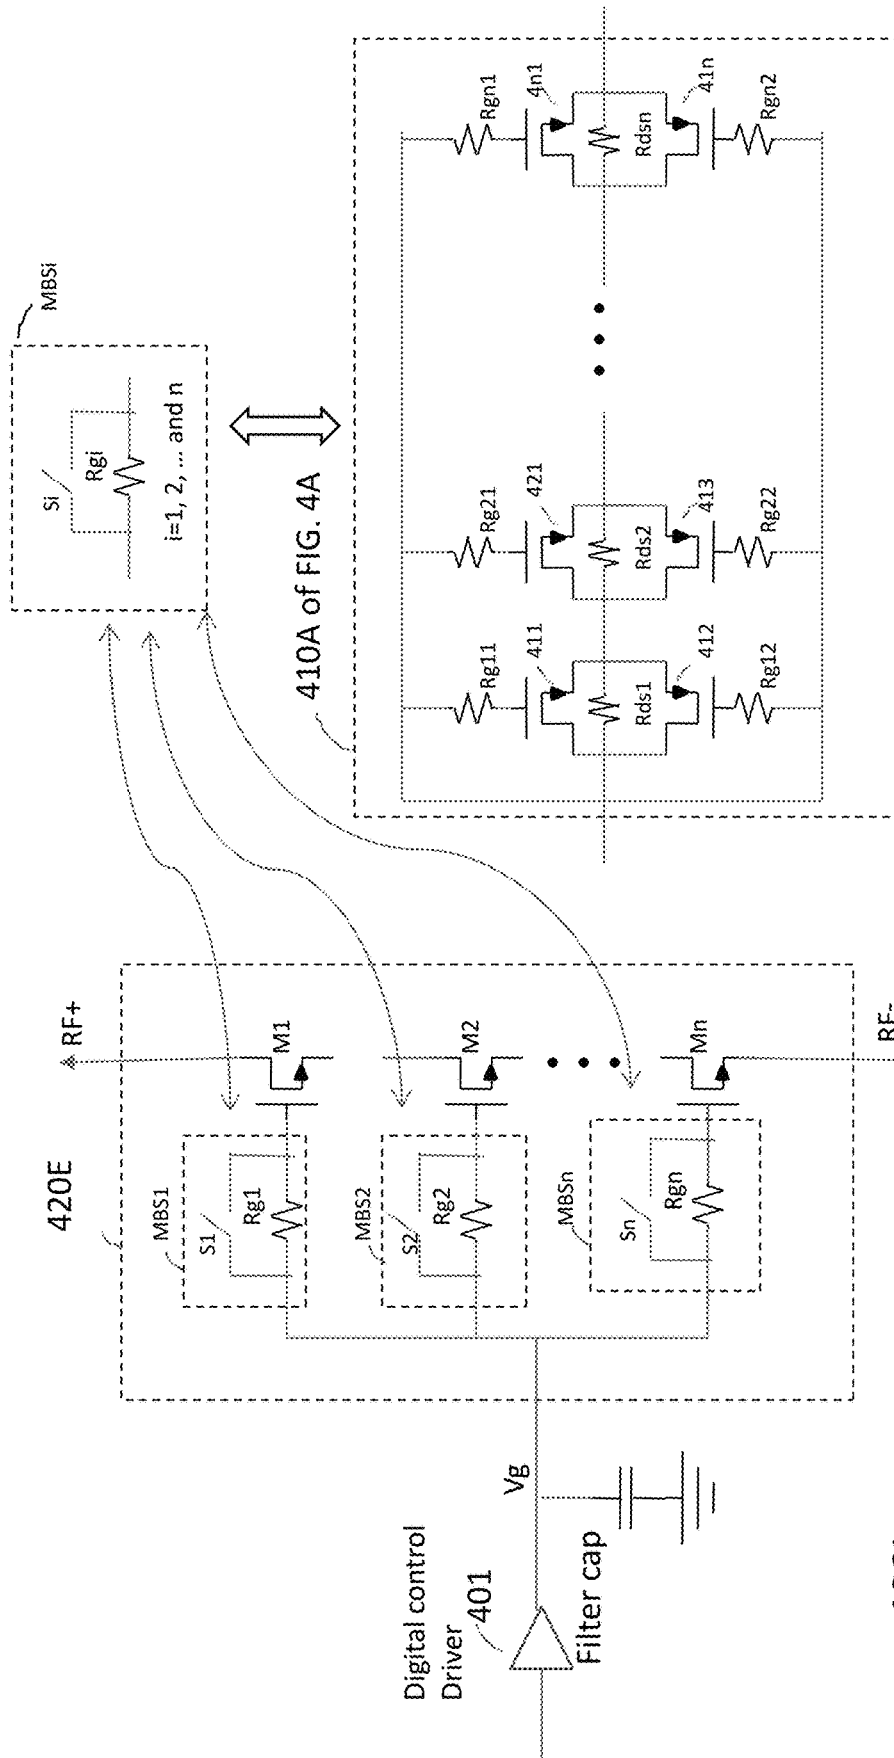 MBSi
Si
Rgi
i=1, 2, ... and n
410A of FIG. 4A
Rg11
411
Rds1
412
Rg12
Rg21
421
Rds2
413
Rg22
Rgn1
4n1
Rdsn
41n
Rgn2
420E
RF+
MBS1
S1
Rg1
M1
MBS2
S2
Rg2
M2
MBSn
Sn
Rgn
Mn
RF-
Vg
Digital control
Driver
401
Filter cap